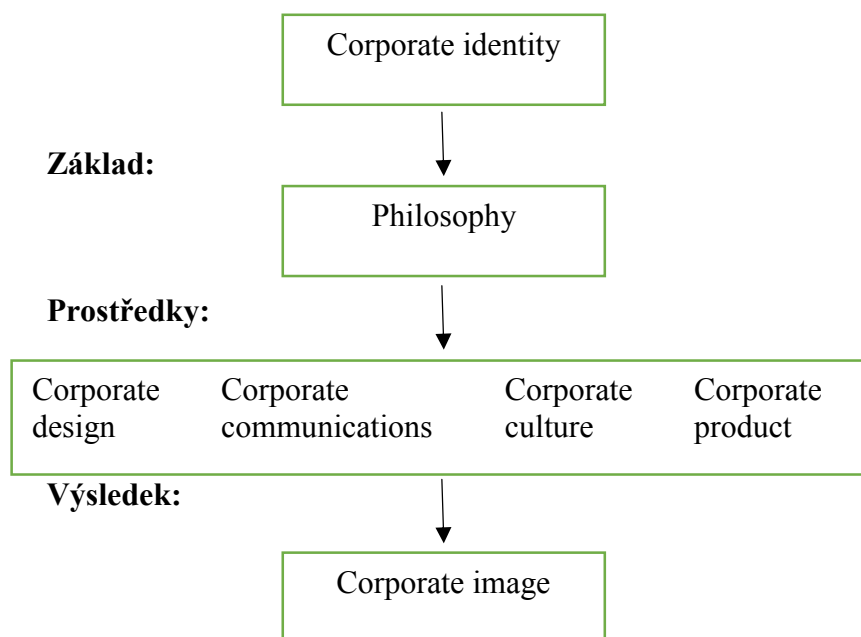 Corporate identity
Základ:
Philosophy
Prostředky:
Corporate design
Corporate communications
Corporate culture
Corporate product
Výsledek:
Corporate image